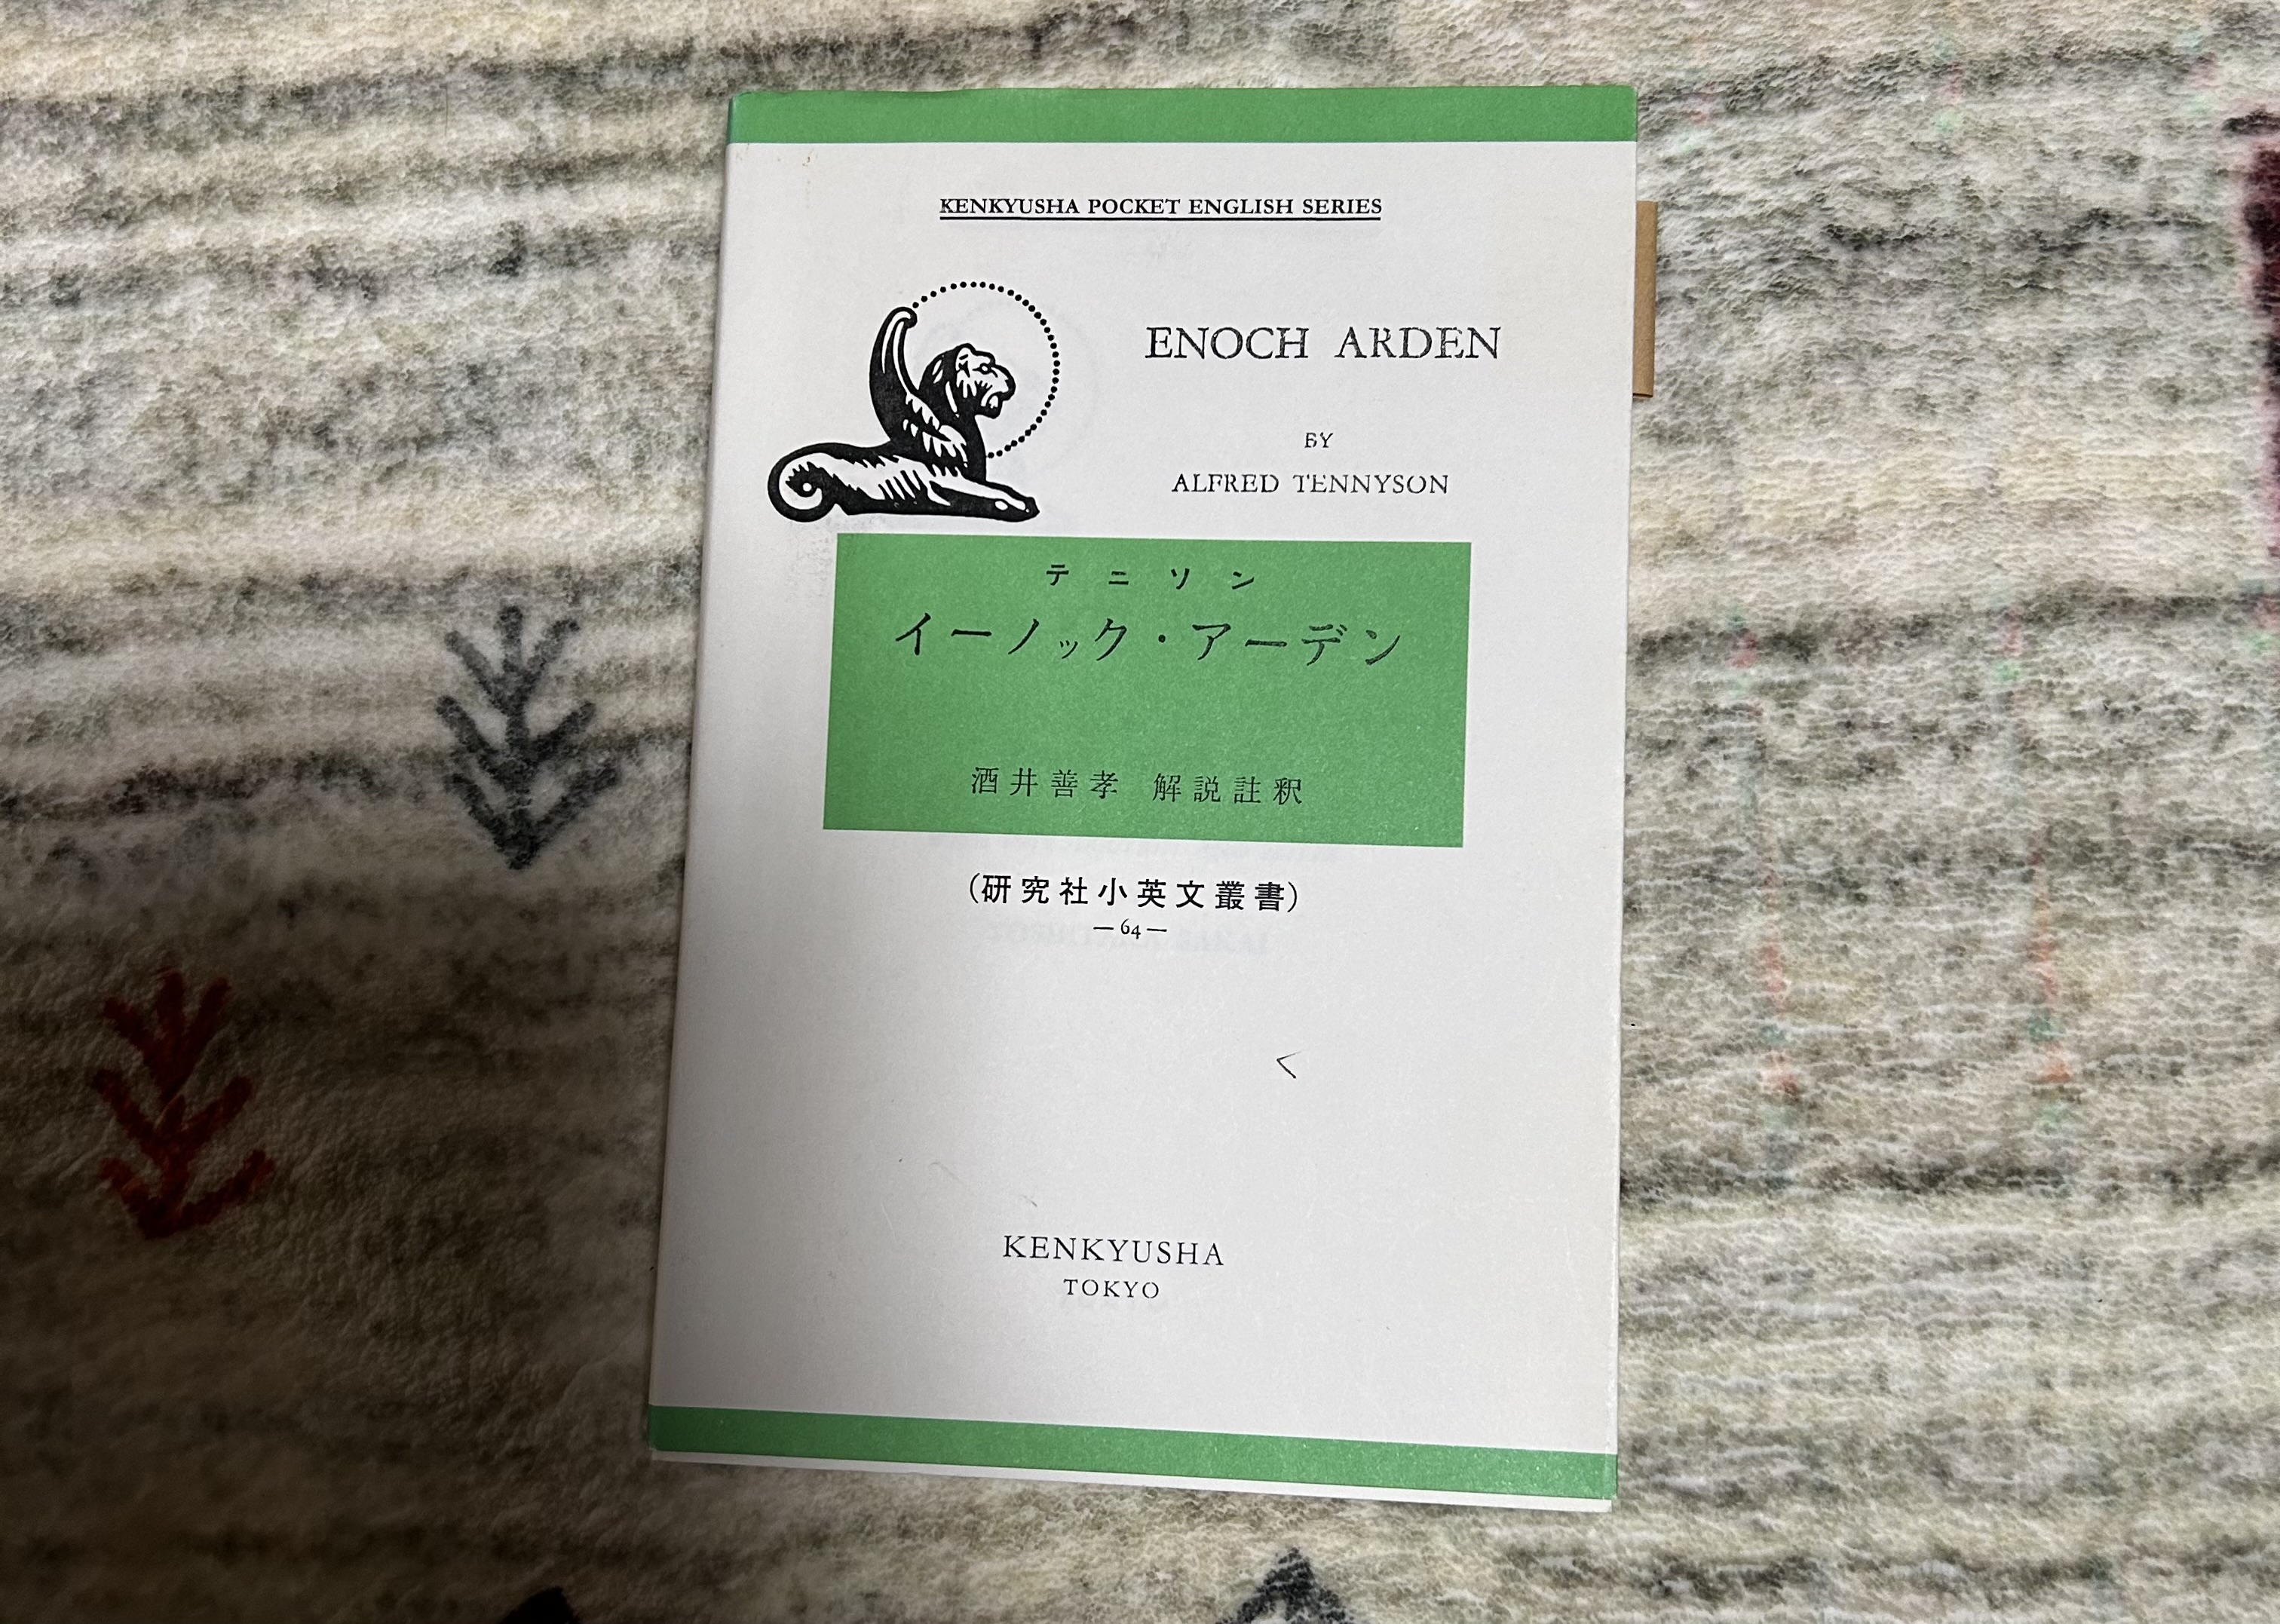 KENKYUSHA POCKET ENGLISH SERIES
ENOCH ARDEN
BY
ALFRED TENNYSON
テニソン
イーノック・アーデン
酒井善孝 解説註釈
(研究社小英文叢書)
— 64 —
KENKYUSHA
TOKYO